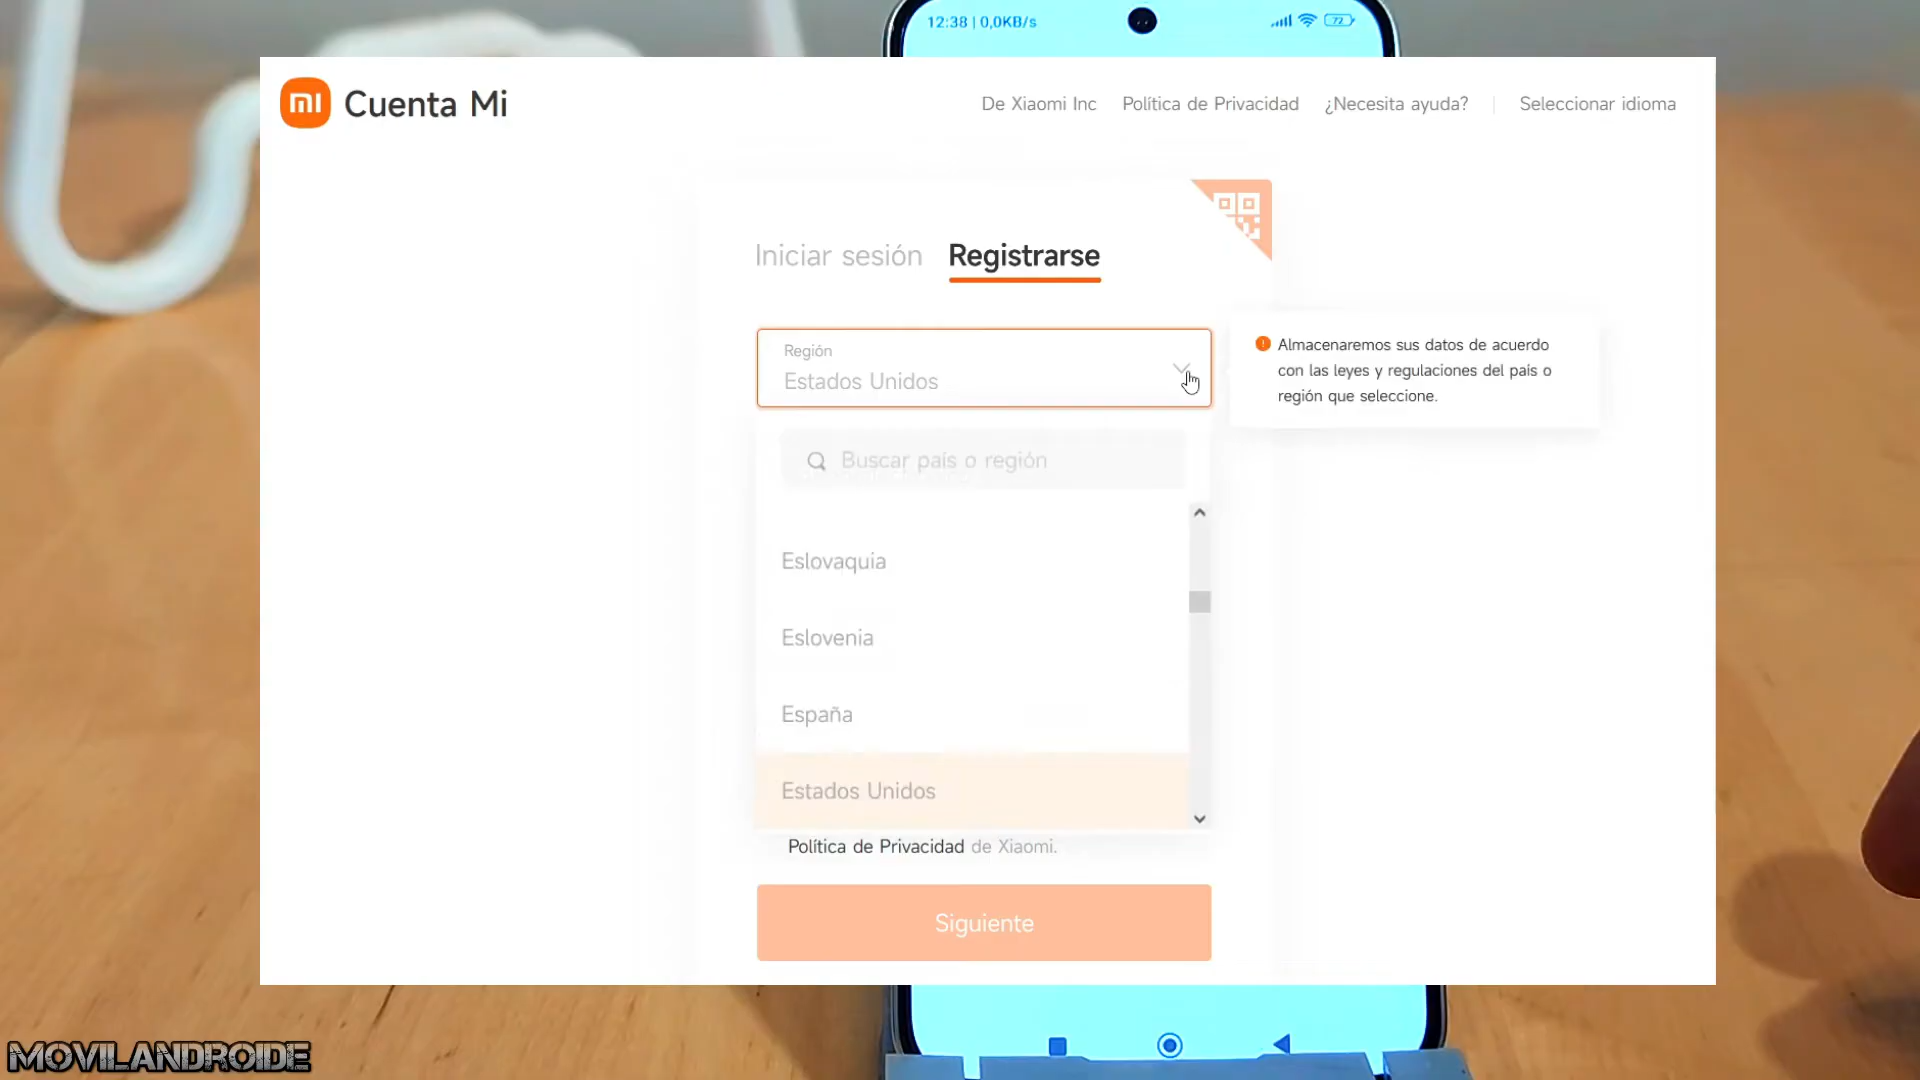 12:38 | 0,0KB/s
72
mi Cuenta Mi
De Xiaomi Inc Política de Privacidad ¿Necesita ayuda? | Seleccionar idioma
Iniciar sesión Registrarse
Región
Estados Unidos
Almacenaremos sus datos de acuerdo
con las leyes y regulaciones del país o
región que seleccione.
Buscar país o región
Eslovaquia
Eslovenia
España
Estados Unidos
Política de Privacidad de Xiaomi.
Siguiente
MOVILANDROIDE